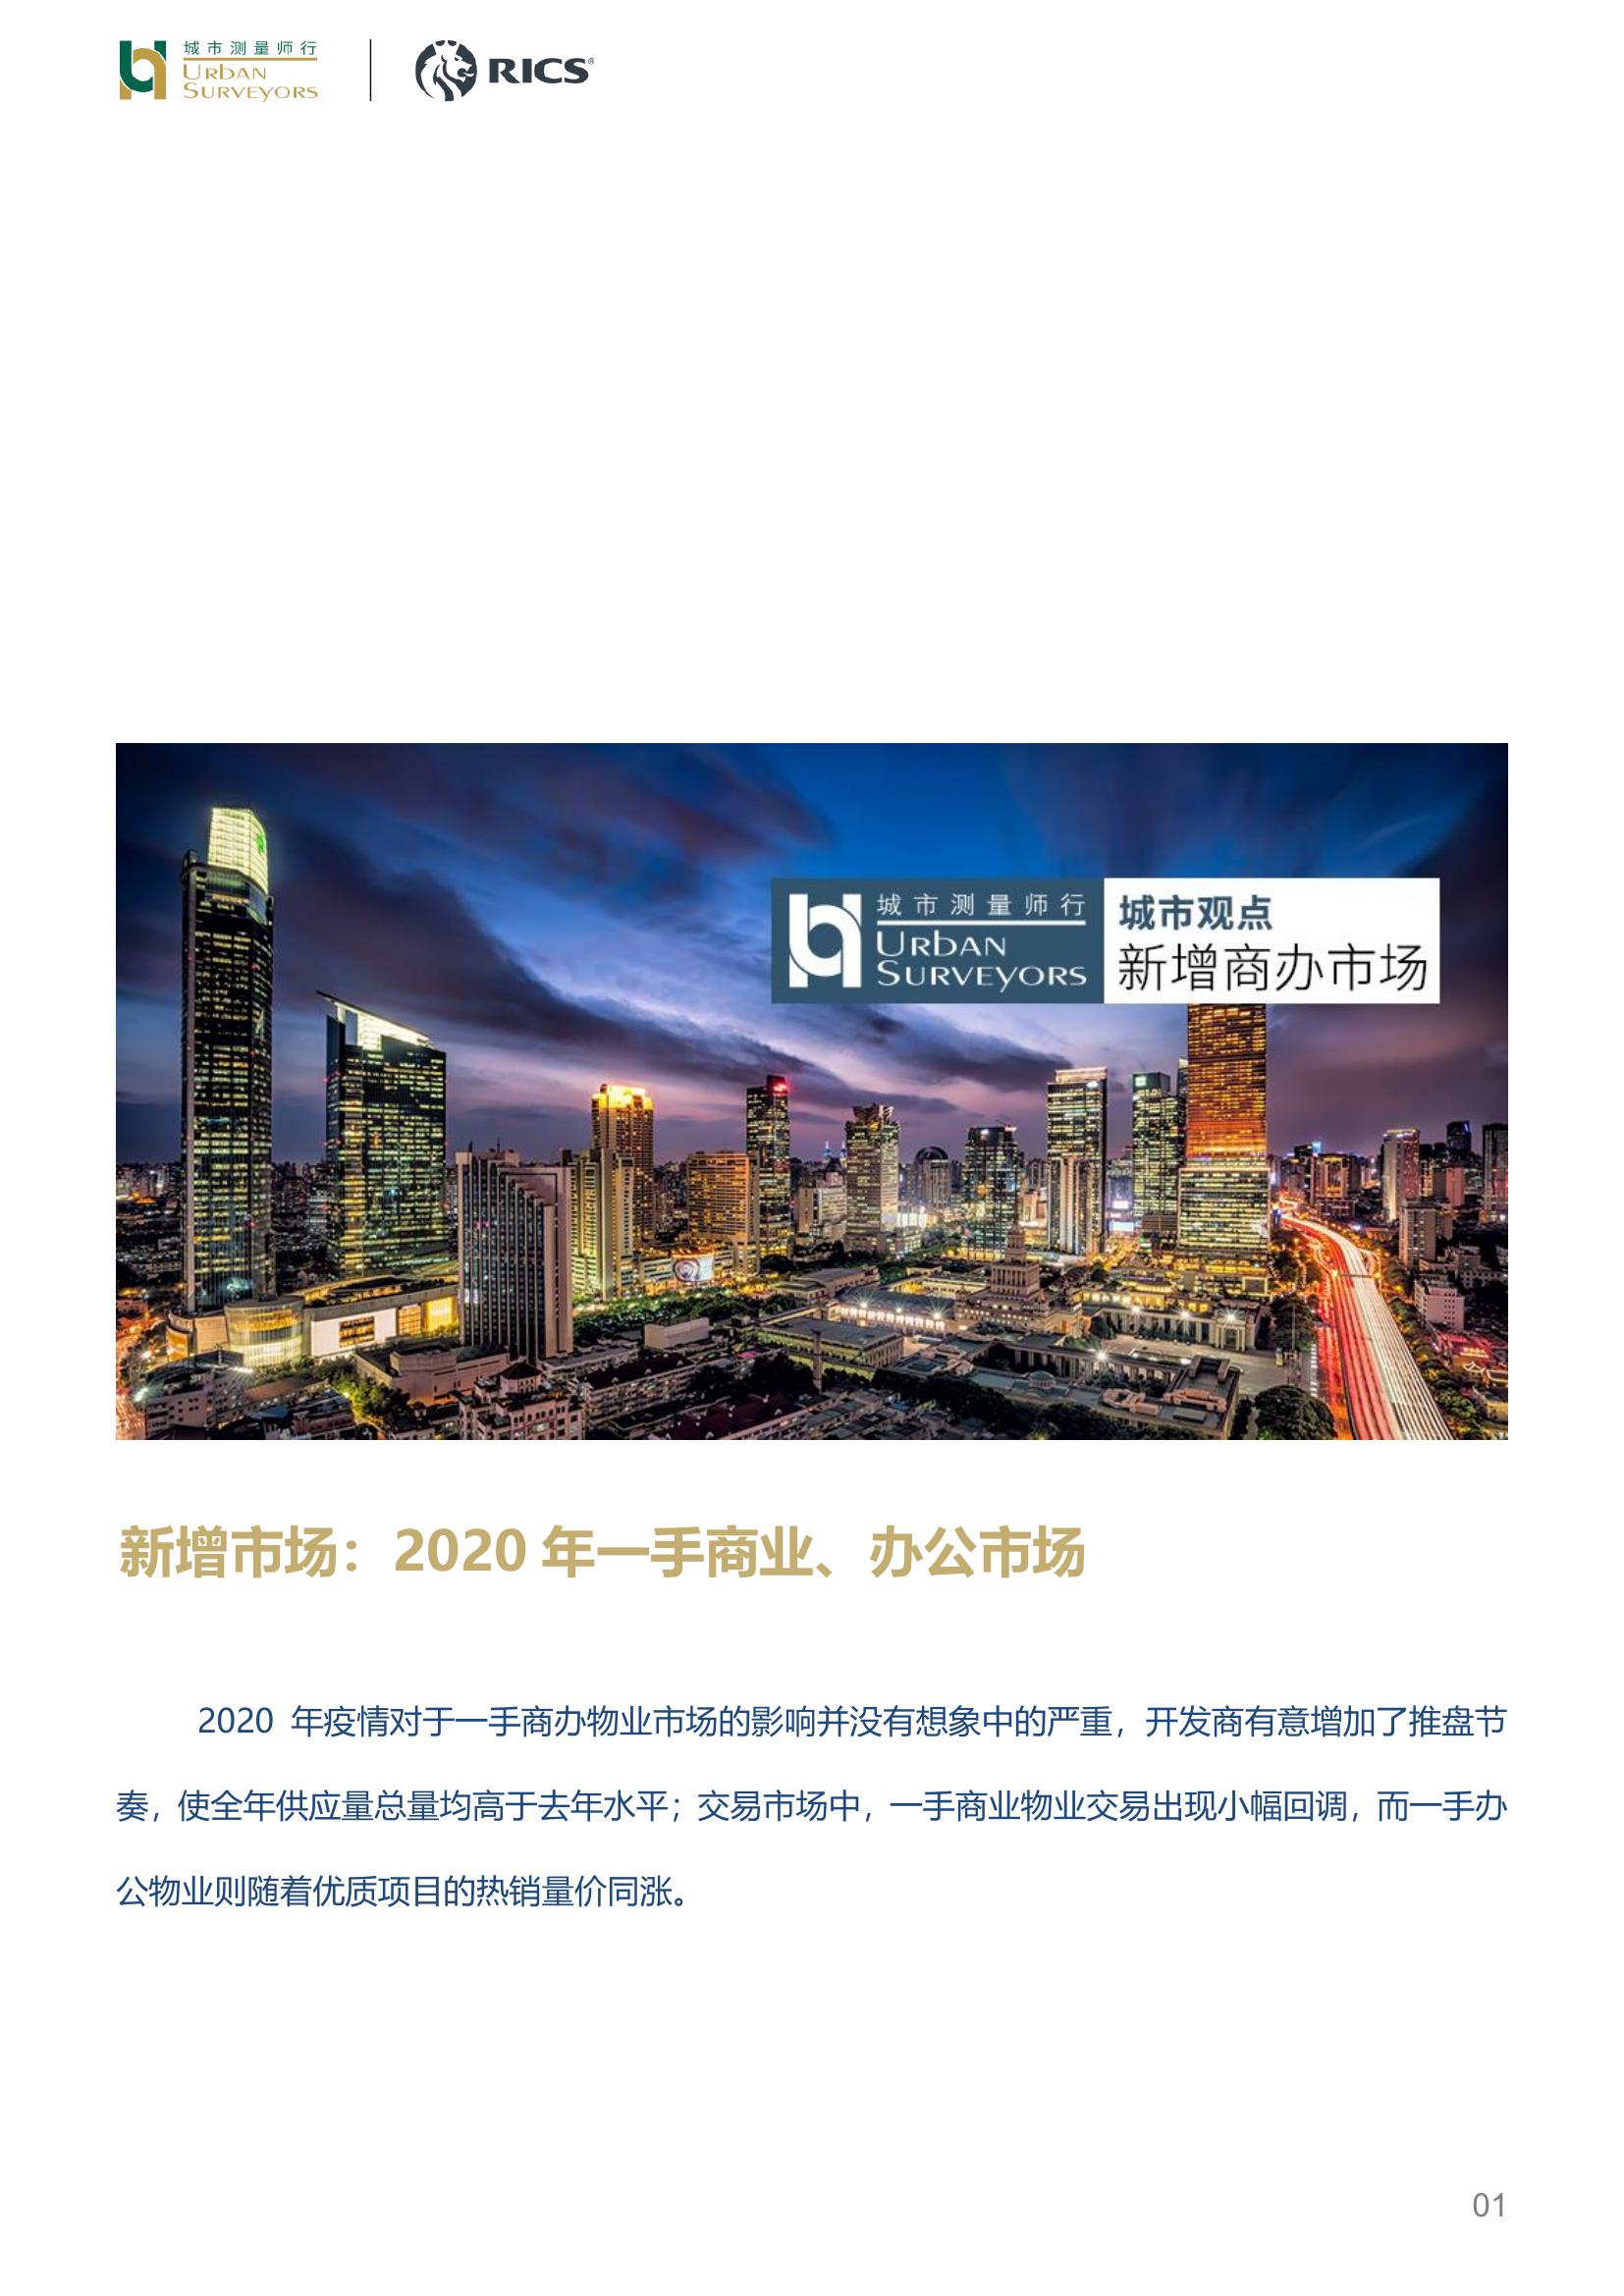 城市测量师行
URBAN
SURVEYORS
RICS®
城市测量师行
URBAN
SURVEYORS
城市观点
新增商办市场
新增市场：2020 年一手商业、办公市场
2020 年疫情对于一手商办物业市场的影响并没有想象中的严重，开发商有意增加了推盘节
奏，使全年供应量总量均高于去年水平；交易市场中，一手商业物业交易出现小幅回调，而一手办
公物业则随着优质项目的热销量价同涨。
01